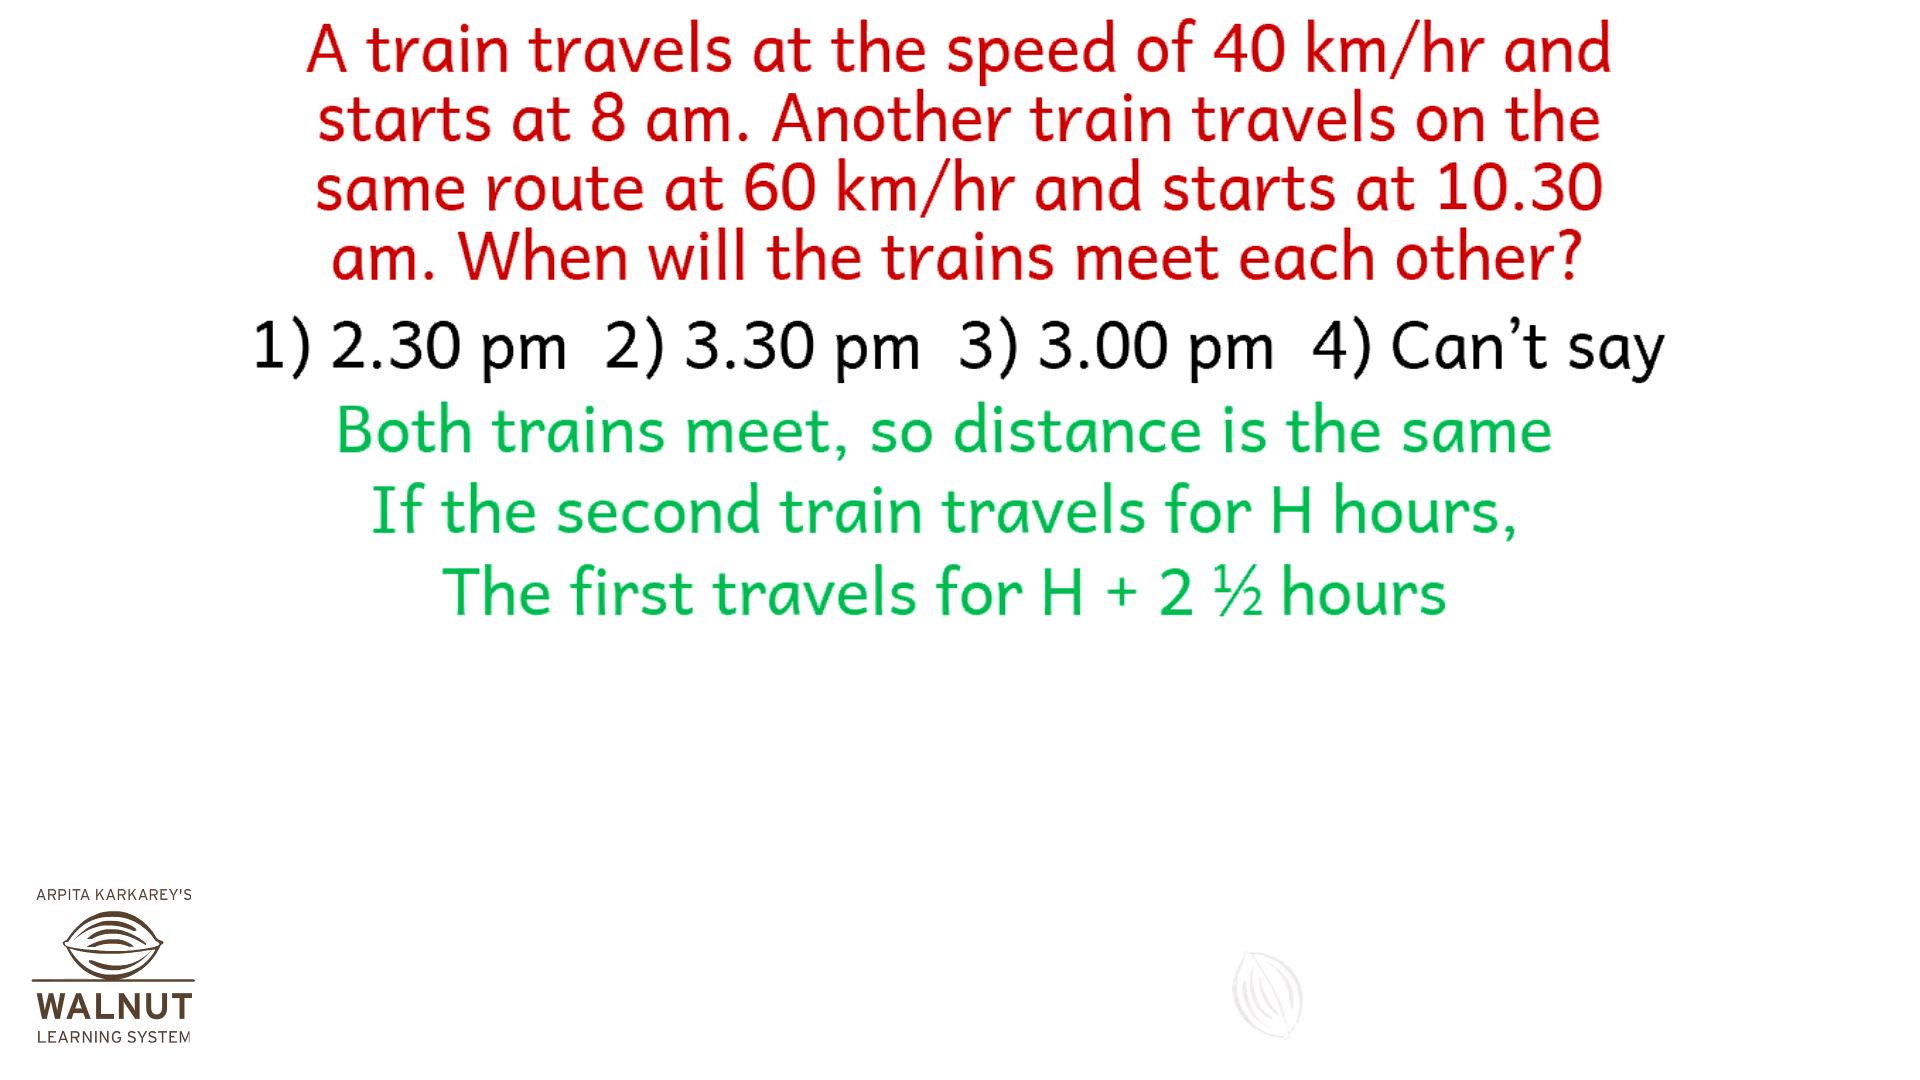 A train travels at the speed of 40 km/hr and
starts at 8 am. Another train travels on the
same route at 60 km/hr and starts at 10.30
am. When will the trains meet each other?
1) 2.30 pm  2) 3.30 pm  3) 3.00 pm  4) Can’t say
Both trains meet, so distance is the same
If the second train travels for H hours,
The first travels for H + 2 ½ hours
ARPITA KARKAREY'S
WALNUT
LEARNING SYSTEM